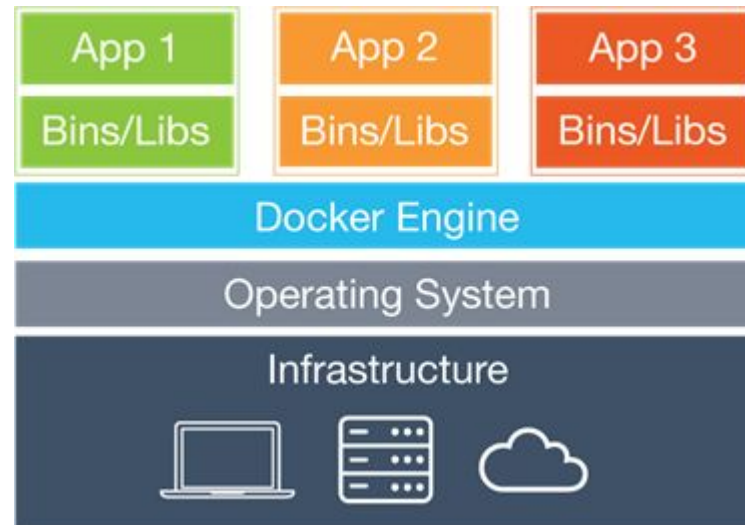 App 1 App 2 App 3
Bins/Libs Bins/Libs Bins/Libs
Docker Engine
Operating System
Infrastructure